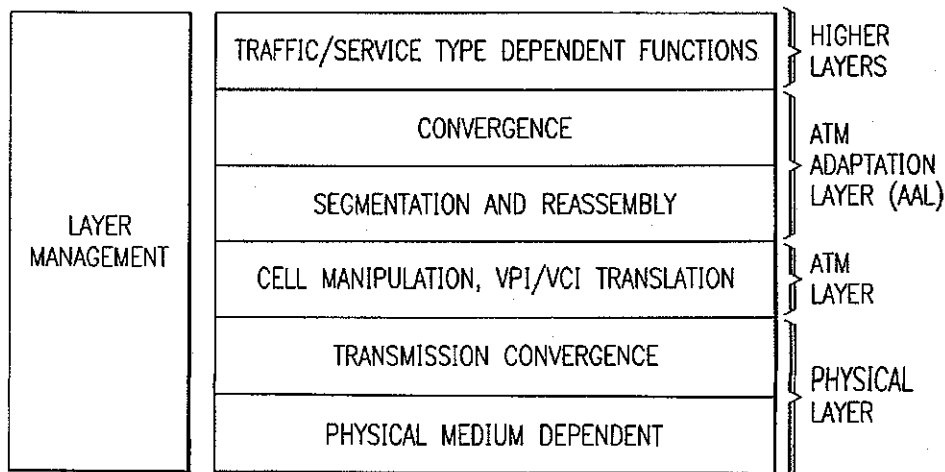 LAYER
MANAGEMENT
TRAFFIC/SERVICE TYPE DEPENDENT FUNCTIONS
CONVERGENCE
SEGMENTATION AND REASSEMBLY
CELL MANIPULATION, VPI/VCI TRANSLATION
TRANSMISSION CONVERGENCE
PHYSICAL MEDIUM DEPENDENT
HIGHER
LAYERS
ATM
ADAPTATION
LAYER (AAL)
ATM
LAYER
PHYSICAL
LAYER